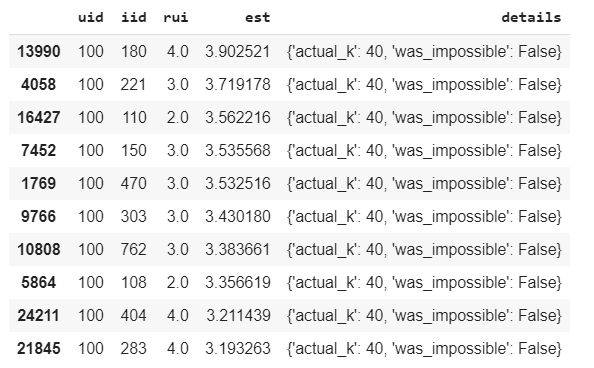 uid iid rui est details
13990 100 180 4.0 3.902521 {'actual_k': 40, 'was_impossible': False}
4058 100 221 3.0 3.719178 {'actual_k': 40, 'was_impossible': False}
16427 100 110 2.0 3.562216 {'actual_k': 40, 'was_impossible': False}
7452 100 150 3.0 3.535568 {'actual_k': 40, 'was_impossible': False}
1769 100 470 3.0 3.532516 {'actual_k': 40, 'was_impossible': False}
9766 100 303 3.0 3.430180 {'actual_k': 40, 'was_impossible': False}
10808 100 762 3.0 3.383661 {'actual_k': 40, 'was_impossible': False}
5864 100 108 2.0 3.356619 {'actual_k': 40, 'was_impossible': False}
24211 100 404 4.0 3.211439 {'actual_k': 40, 'was_impossible': False}
21845 100 283 4.0 3.193263 {'actual_k': 40, 'was_impossible': False}